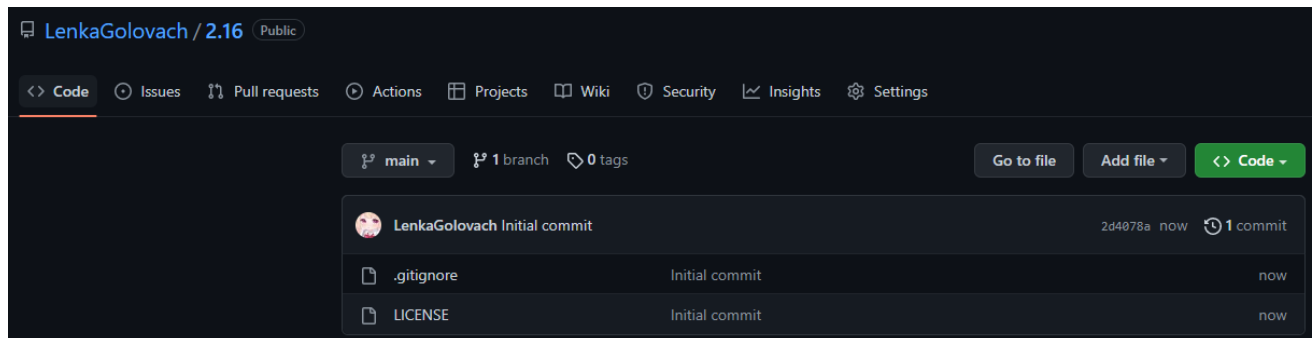 LenkaGolovach / 2.16 Public
<> Code Issues Pull requests Actions Projects Wiki Security Insights Settings
main 1 branch 0 tags Go to file Add file <> Code
LenkaGolovach Initial commit 2d4078a now 1 commit
.gitignore Initial commit now
LICENSE Initial commit now